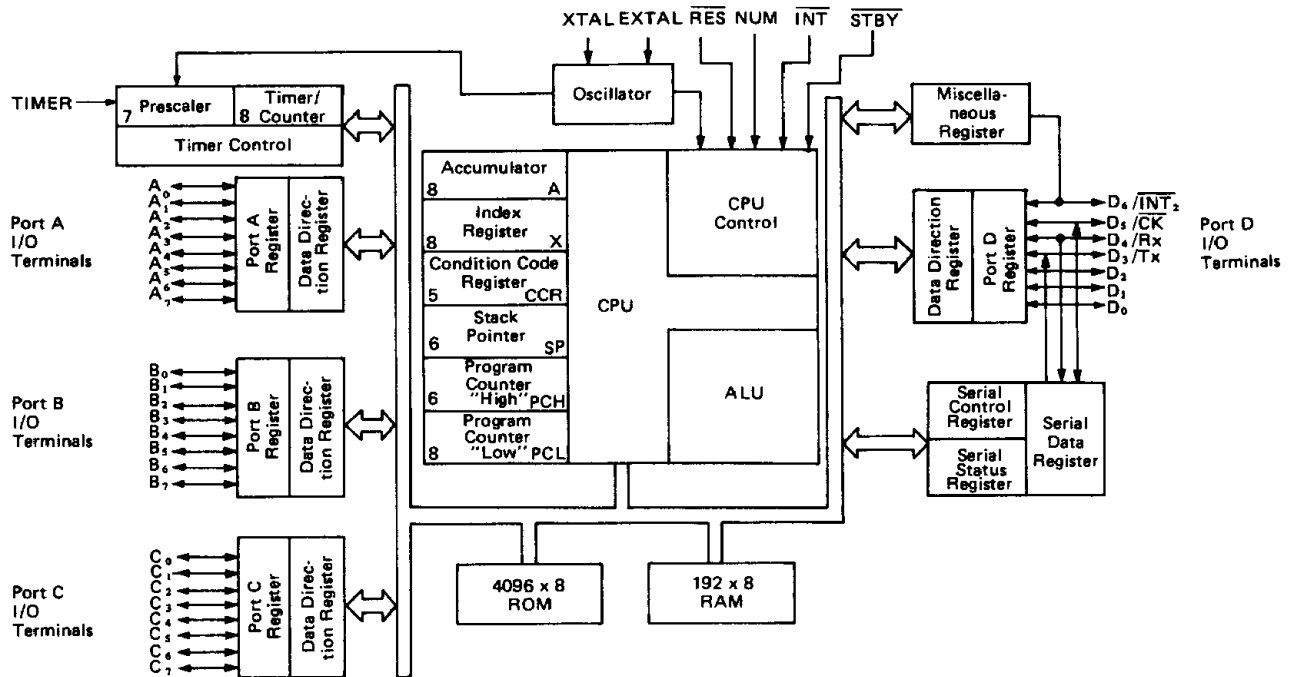 XTAL EXTAL RES NUM INT STBY
TIMER
7 Prescaler
8 Timer/
Counter
Timer Control
Oscillator
Miscella-
neous
Register
Port A
I/O
Terminals
A0
A1
A2
A3
A4
A5
A6
A7
Port A
Register
Data Direc-
tion Register
Accumulator
8 A
Index
Register
8 X
Condition Code
Register
5 CCR
Stack
Pointer
6 SP
Program
Counter
6 "High" PCH
Program
Counter
8 "Low" PCL
CPU
CPU
Control
ALU
Data Direction
Register
Port D
Register
D6/INT2
D5/CK
D4/Rx
D3/Tx
D2
D1
D0
Port D
I/O
Terminals
Port B
I/O
Terminals
B0
B1
B2
B3
B4
B5
B6
B7
Port B
Register
Data Direc-
tion Register
Serial
Control
Register
Serial
Status
Register
Serial
Data
Register
Port C
I/O
Terminals
C0
C1
C2
C3
C4
C5
C6
C7
Port C
Register
Data Direc-
tion Register
4096 x 8
ROM
192 x 8
RAM